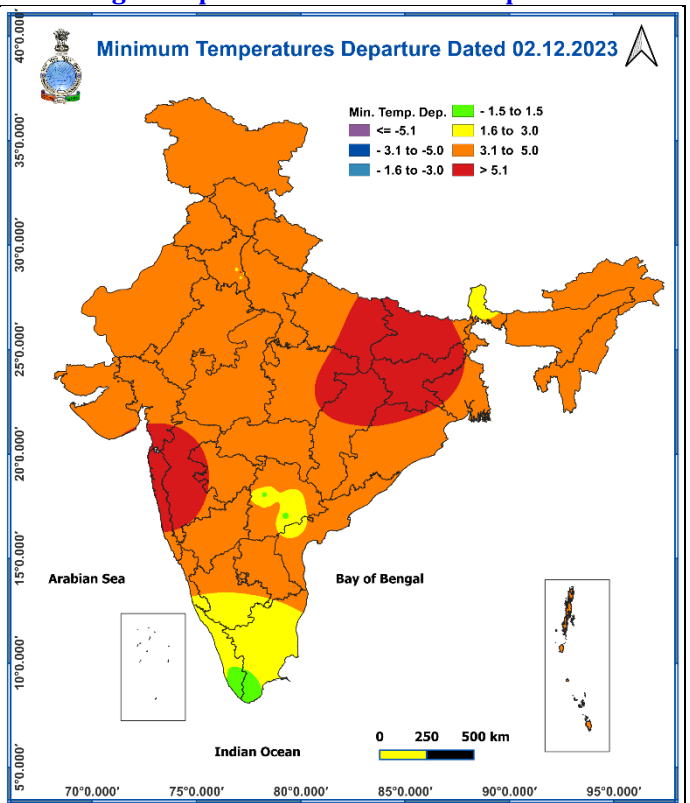 Minimum Temperatures Departure Dated 02.12.2023
Min. Temp. Dep.
<= -5.1
- 3.1 to -5.0
- 1.6 to -3.0
- 1.5 to 1.5
1.6 to 3.0
3.1 to 5.0
> 5.1
40°0.000'
35°0.000'
30°0.000'
25°0.000'
20°0.000'
15°0.000'
10°0.000'
5°0.000'
Arabian Sea
Bay of Bengal
Indian Ocean
0 250 500 km
70°0.000' 75°0.000' 80°0.000' 85°0.000' 90°0.000' 95°0.000'